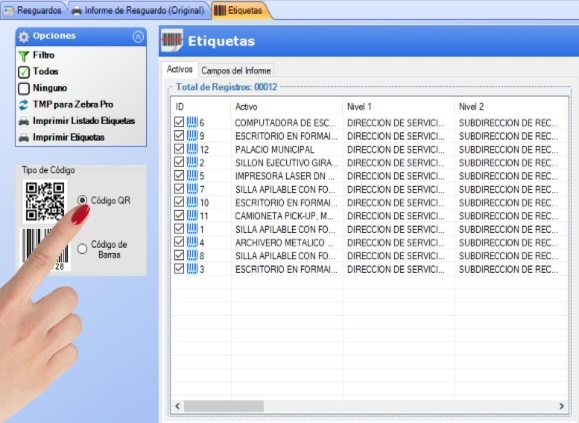 Resguardos Informe de Resguardo (Original) Etiquetas
Opciones
Filtro
Todos
Ninguno
TMP para Zebra Pro
Imprimir Listado Etiquetas
Imprimir Etiquetas
Tipo de Código
Código QR
Código de
Barras
28
Etiquetas
Activos Campos del Informe
Total de Registros: 00012
ID Activo Nivel 1 Nivel 2
6 COMPUTADORA DE ESC... DIRECCION DE SERVICI... SUBDIRECCION DE REC...
9 ESCRITORIO EN FORMAI... DIRECCION DE SERVICI... SUBDIRECCION DE REC...
12 PALACIO MUNICIPAL DIRECCION DE SERVICI... SUBDIRECCION DE REC...
2 SILLON EJECUTIVO GIRA... DIRECCION DE SERVICI... SUBDIRECCION DE REC...
5 IMPRESORA LASER DN ... DIRECCION DE SERVICI... SUBDIRECCION DE REC...
7 SILLA APILABLE CON FO... DIRECCION DE SERVICI... SUBDIRECCION DE REC...
10 ESCRITORIO EN FORMAI... DIRECCION DE SERVICI... SUBDIRECCION DE REC...
11 CAMIONETA PICK-UP, M... DIRECCION DE SERVICI... SUBDIRECCION DE REC...
1 SILLA APILABLE CON FO... DIRECCION DE SERVICI... SUBDIRECCION DE REC...
4 ARCHIVERO METALICO ... DIRECCION DE SERVICI... SUBDIRECCION DE REC...
8 SILLA APILABLE CON FO... DIRECCION DE SERVICI... SUBDIRECCION DE REC...
3 ESCRITORIO EN FORMAI... DIRECCION DE SERVICI... SUBDIRECCION DE REC...